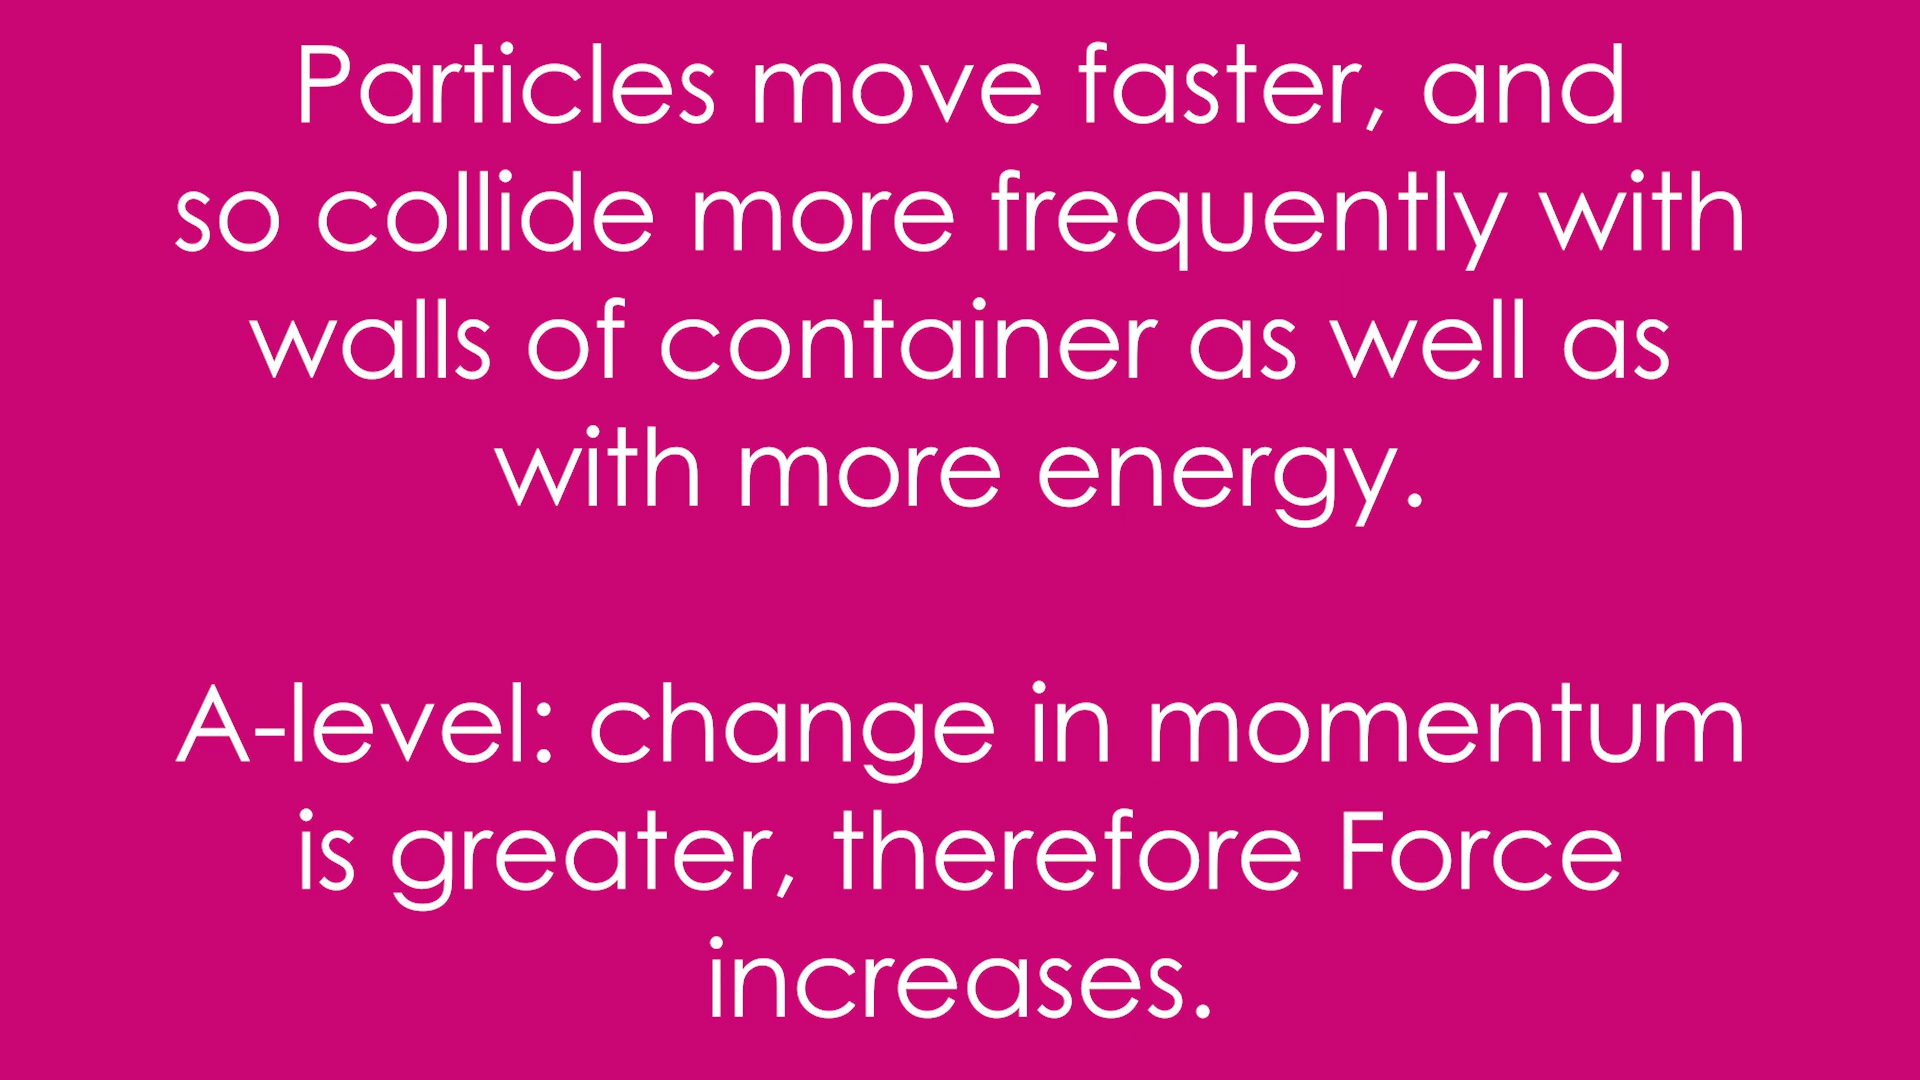 Particles move faster, and
so collide more frequently with
walls of container as well as
with more energy.
A-level: change in momentum
is greater, therefore Force
increases.